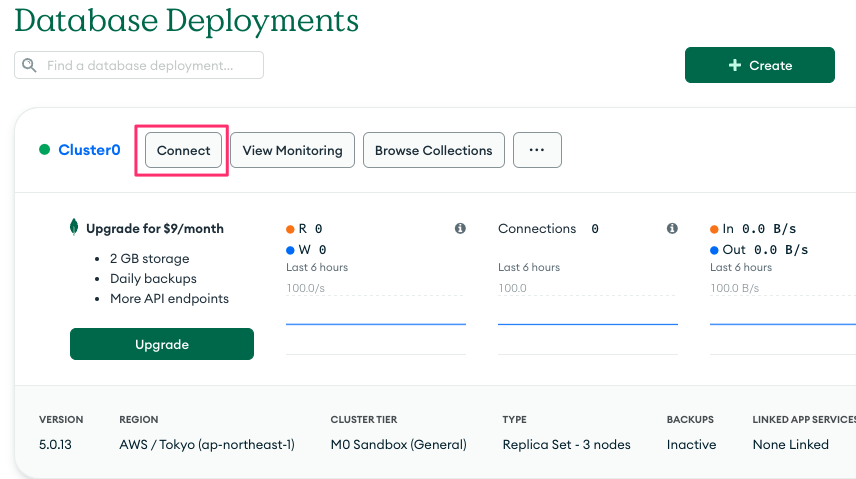 Database Deployments
Find a database deployment...
+ Create
Cluster0
Connect
View Monitoring
Browse Collections
...
Upgrade for $9/month
• 2 GB storage
• Daily backups
• More API endpoints
Upgrade
R 0
W 0
Last 6 hours
100.0/s
Connections 0
Last 6 hours
100.0
In 0.0 B/s
Out 0.0 B/s
Last 6 hours
100.0 B/s
VERSION
5.0.13
REGION
AWS / Tokyo (ap-northeast-1)
CLUSTER TIER
M0 Sandbox (General)
TYPE
Replica Set - 3 nodes
BACKUPS
Inactive
LINKED APP SERVICES
None Linked